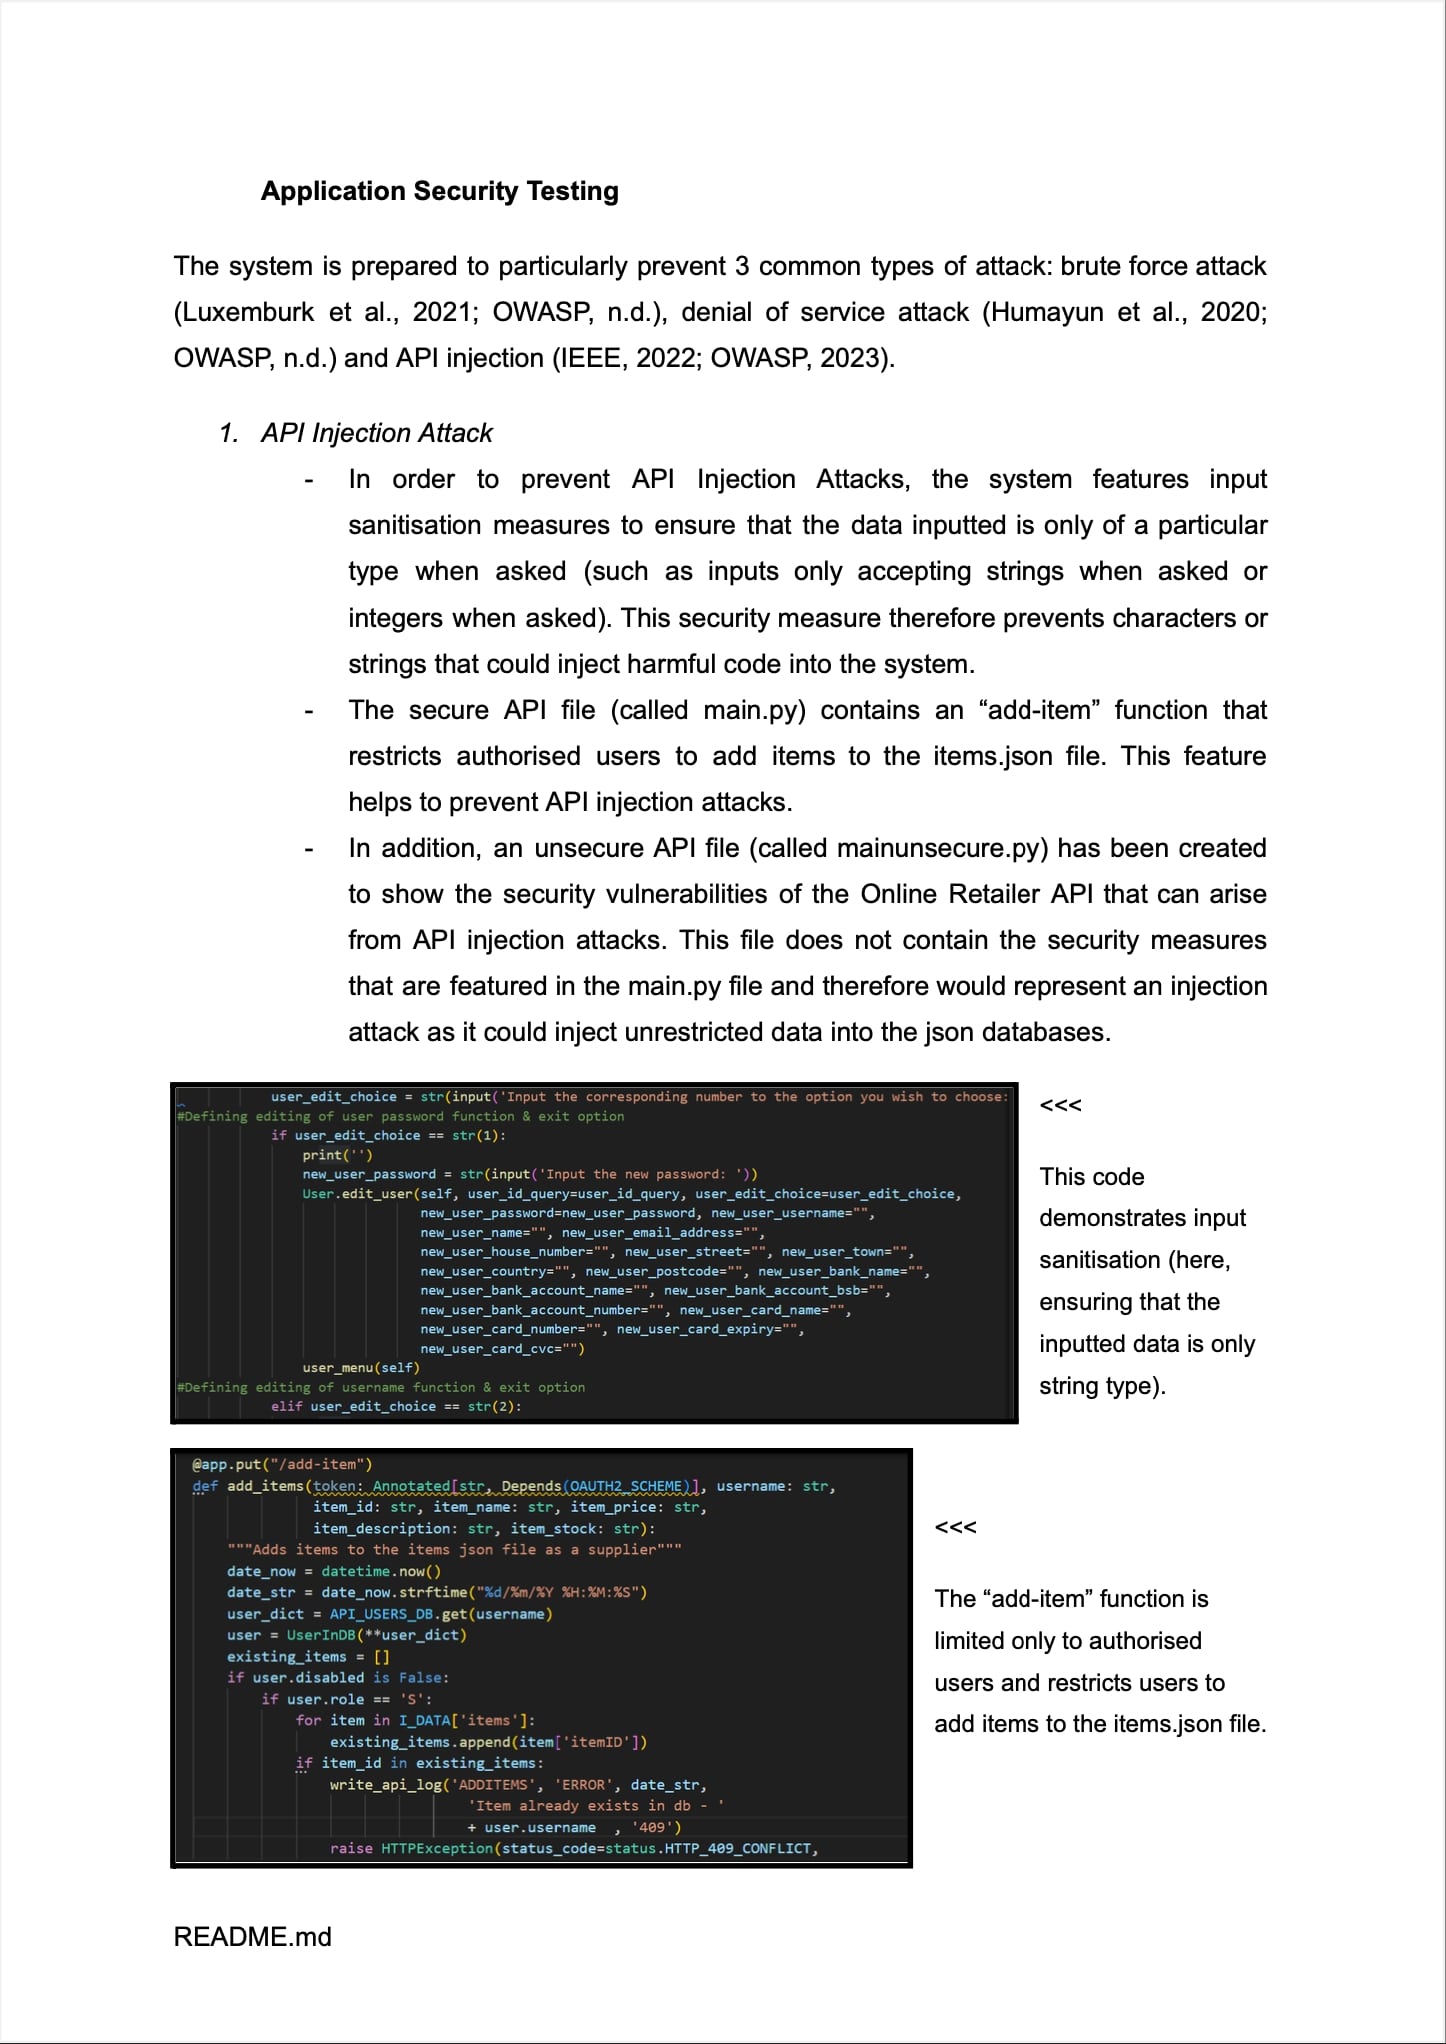 Application Security Testing
The system is prepared to particularly prevent 3 common types of attack: brute force attack
(Luxemburk et al., 2021; OWASP, n.d.), denial of service attack (Humayun et al., 2020;
OWASP, n.d.) and API injection (IEEE, 2022; OWASP, 2023).
1. API Injection Attack
- In order to prevent API Injection Attacks, the system features input
sanitisation measures to ensure that the data inputted is only of a particular
type when asked (such as inputs only accepting strings when asked or
integers when asked). This security measure therefore prevents characters or
strings that could inject harmful code into the system.
- The secure API file (called main.py) contains an “add-item” function that
restricts authorised users to add items to the items.json file. This feature
helps to prevent API injection attacks.
- In addition, an unsecure API file (called mainunsecure.py) has been created
to show the security vulnerabilities of the Online Retailer API that can arise
from API injection attacks. This file does not contain the security measures
that are featured in the main.py file and therefore would represent an injection
attack as it could inject unrestricted data into the json databases.
user_edit_choice = str(input('Input the corresponding number to the option you wish to choose:
#Defining editing of user password function & exit option
if user_edit_choice == str(1):
print('')
new_user_password = str(input('Input the new password: '))
User.edit_user(self, user_id_query=user_id_query, user_edit_choice=user_edit_choice,
new_user_password=new_user_password, new_user_username="",
new_user_name="", new_user_email_address="",
new_user_house_number="", new_user_street="", new_user_town="",
new_user_country="", new_user_postcode="", new_user_bank_name="",
new_user_bank_account_name="", new_user_bank_account_bsb="",
new_user_bank_account_number="", new_user_card_name="",
new_user_card_number="", new_user_card_expiry="",
new_user_card_cvc="")
user_menu(self)
#Defining editing of username function & exit option
elif user_edit_choice == str(2):
<<<
This code
demonstrates input
sanitisation (here,
ensuring that the
inputted data is only
string type).
@app.put("/add-item")
def add_items(token: Annotated[str, Depends(OAUTH2_SCHEME)], username: str,
item_id: str, item_name: str, item_price: str,
item_description: str, item_stock: str):
"""Adds items to the items json file as a supplier"""
date_now = datetime.now()
date_str = date_now.strftime("%d/%m/%Y %H:%M:%S")
user_dict = API_USERS_DB.get(username)
user = UserInDB(**user_dict)
existing_items = []
if user.disabled is False:
if user.role == 'S':
for item in I_DATA['items']:
existing_items.append(item['itemID'])
if item_id in existing_items:
write_api_log('ADDITEMS', 'ERROR', date_str,
'Item already exists in db - '
+ user.username , '409')
raise HTTPException(status_code=status.HTTP_409_CONFLICT,
<<<
The “add-item” function is
limited only to authorised
users and restricts users to
add items to the items.json file.
README.md